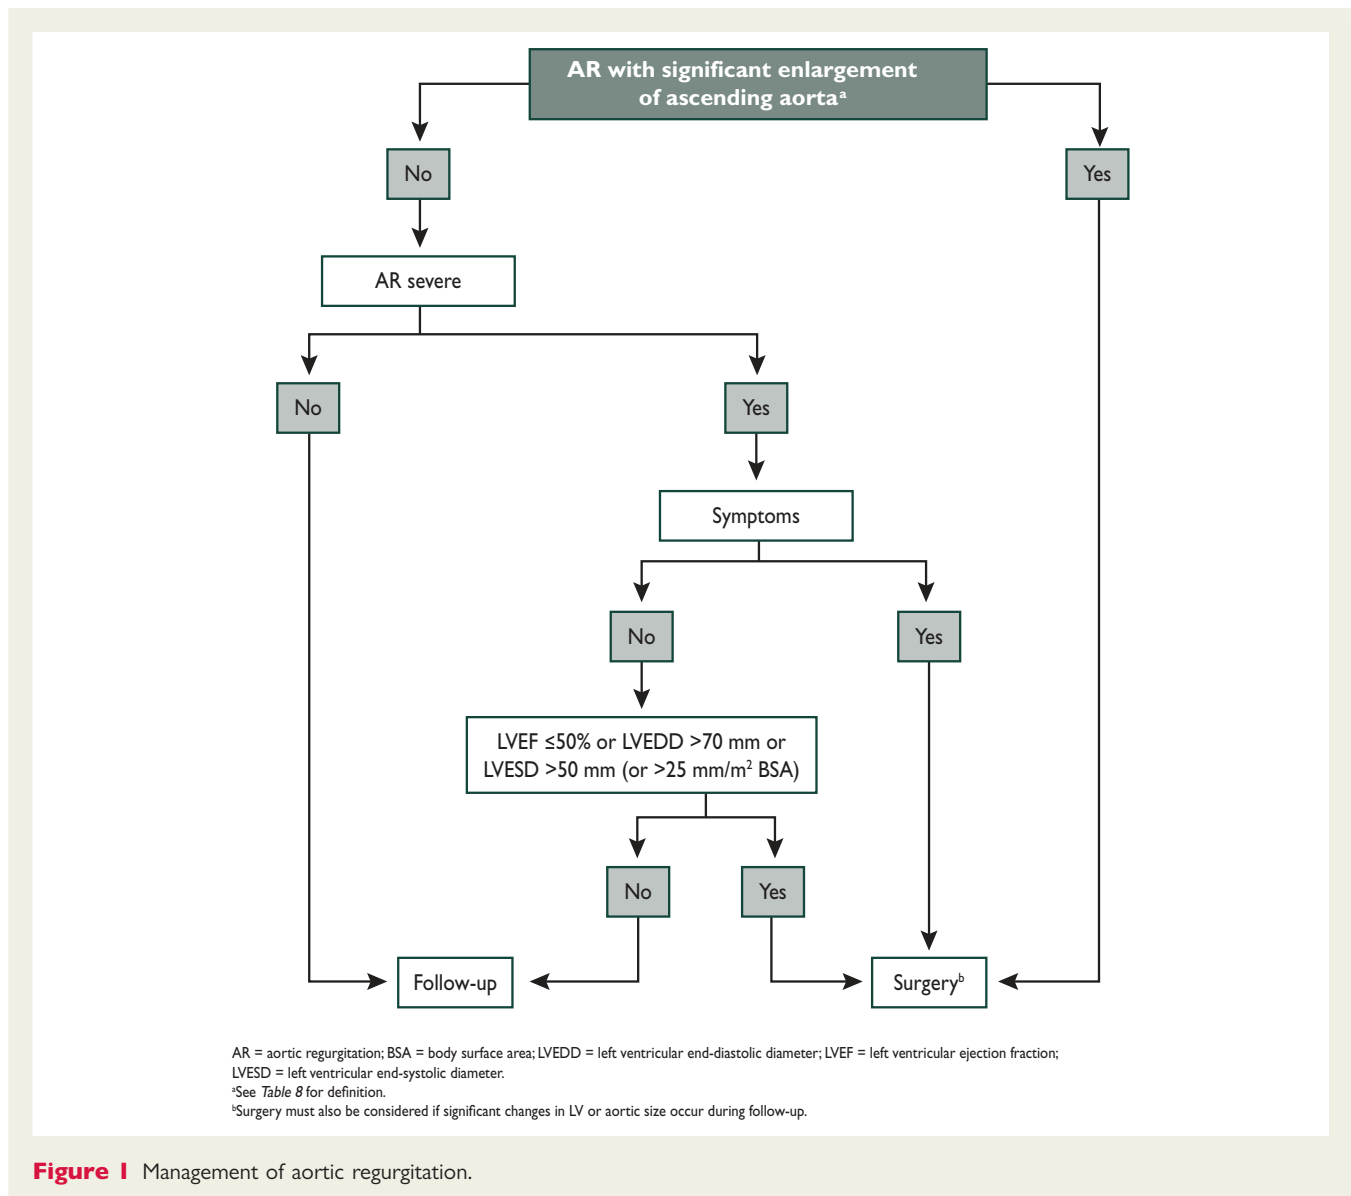 AR with significant enlargement
of ascending aortaª
No
Yes
AR severe
No
Yes
Symptoms
No
Yes
LVEF ≤50% or LVEDD >70 mm or
LVESD >50 mm (or >25 mm/m² BSA)
No
Yes
Follow-up
Surgeryᵇ
AR = aortic regurgitation; BSA = body surface area; LVEDD = left ventricular end-diastolic diameter; LVEF = left ventricular ejection fraction;
LVESD = left ventricular end-systolic diameter.
ªSee Table 8 for definition.
ᵇSurgery must also be considered if significant changes in LV or aortic size occur during follow-up.
Figure 1 Management of aortic regurgitation.